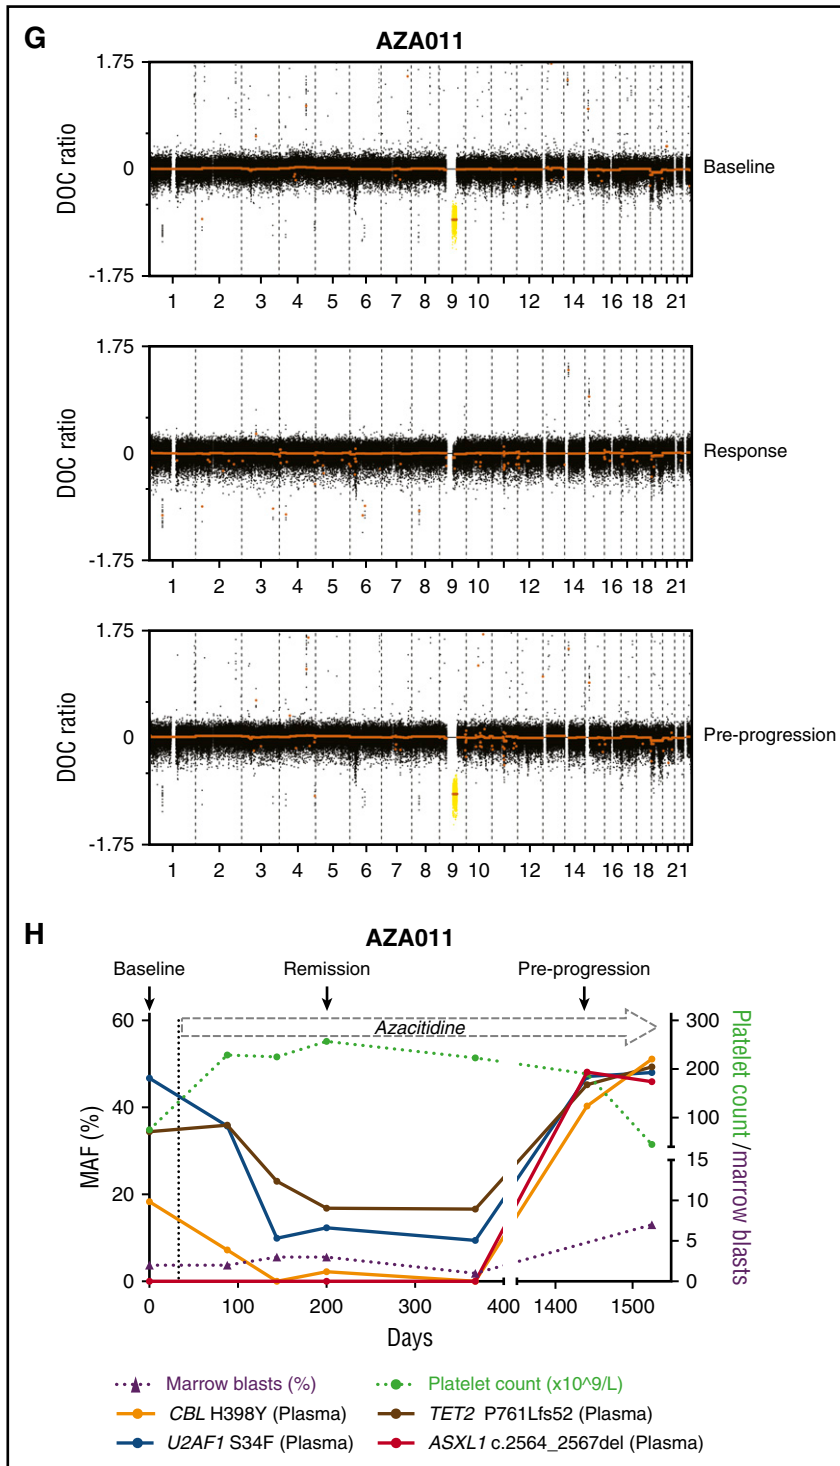 G
AZA011
1.75
0
-1.75
DOC ratio
Baseline
1 2 3 4 5 6 7 8 9 10 12 14 16 18 21
1.75
0
-1.75
DOC ratio
Response
1 2 3 4 5 6 7 8 9 10 12 14 16 18 21
1.75
0
-1.75
DOC ratio
Pre-progression
1 2 3 4 5 6 7 8 9 10 12 14 16 18 21
H
AZA011
Baseline Remission Pre-progression
Azacitidine
60
40
20
0
MAF (%)
300
200
100
15
10
5
0
Platelet count /marrow blasts
0 100 200 300 400 1400 1500
Days
Marrow blasts (%) Platelet count (x10^9/L)
CBL H398Y (Plasma) TET2 P761Lfs52 (Plasma)
U2AF1 S34F (Plasma) ASXL1 c.2564_2567del (Plasma)